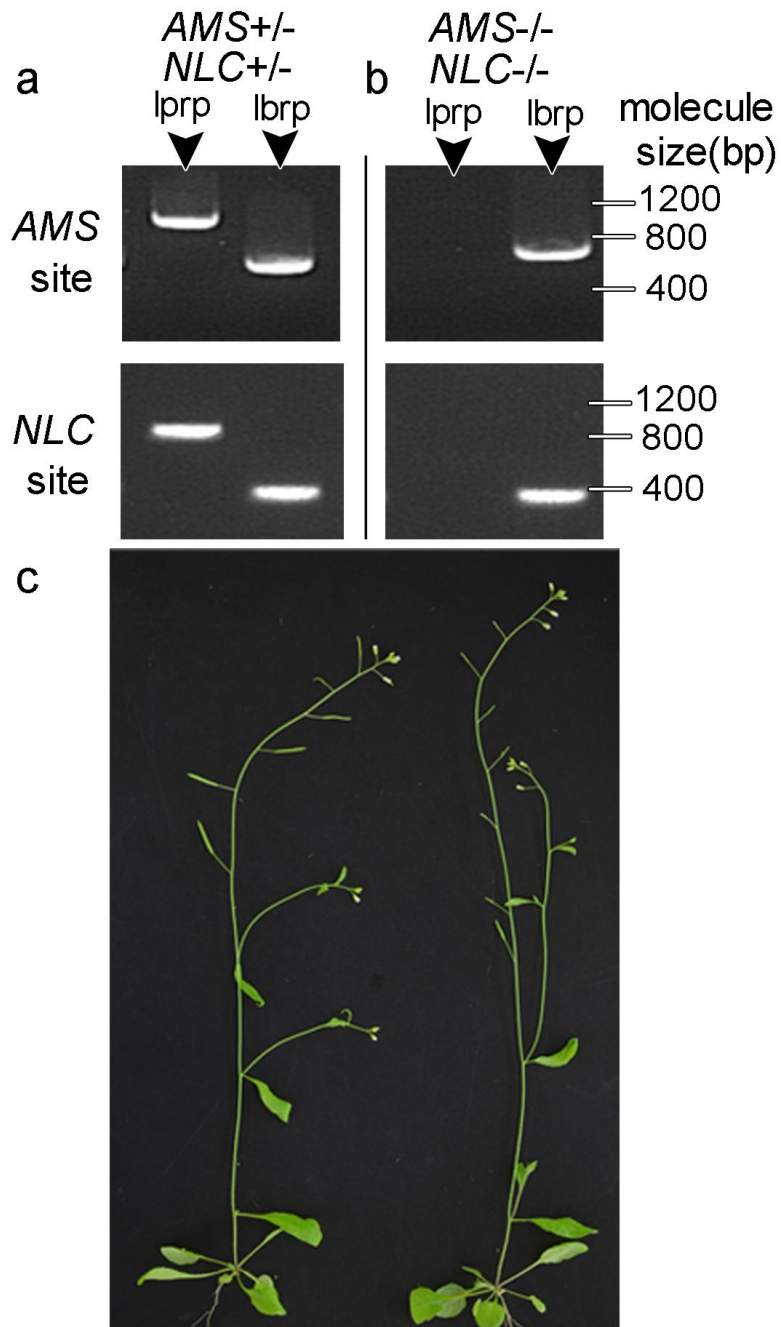 AMS+/-
NLC+/-
a
lprp
lbrp
AMS-/-
NLC-/-
b
lprp
lbrp
molecule
size(bp)
AMS
site
1200
800
400
NLC
site
1200
800
400
c